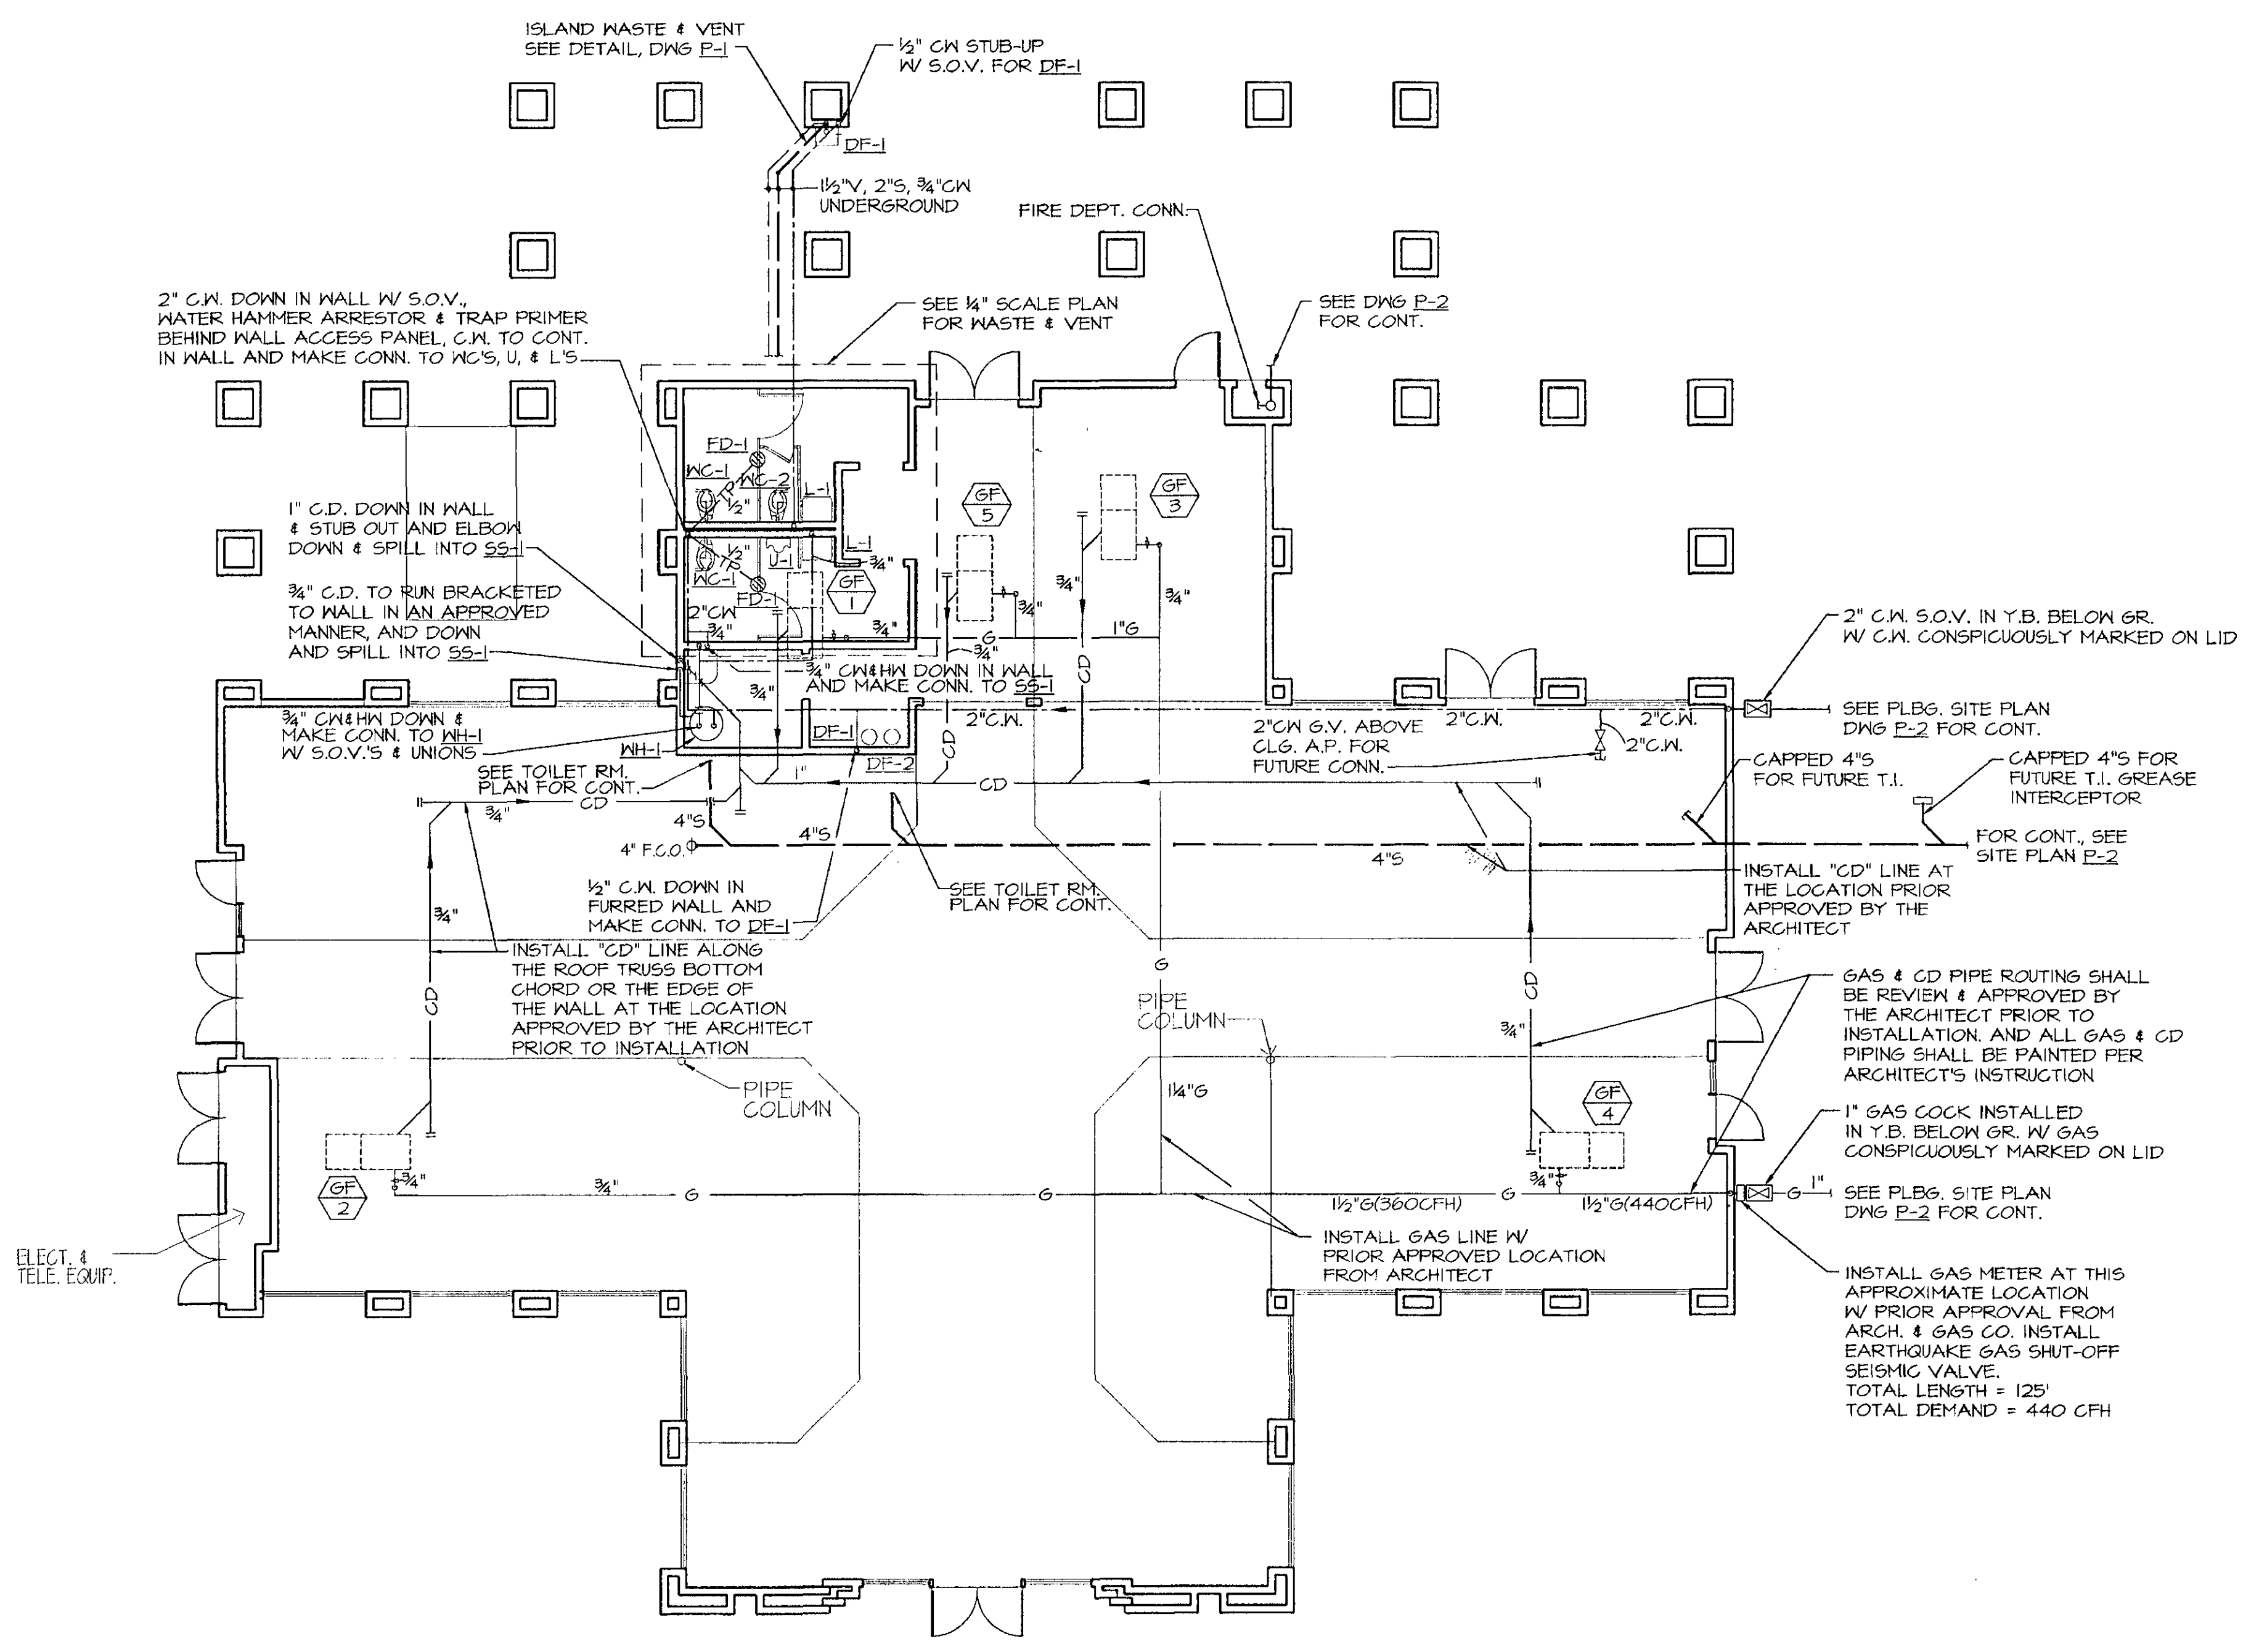 ISLAND WASTE & VENT
SEE DETAIL, DWG P-1
½" CW STUB-UP
W/ S.O.V. FOR DF-1
DF-1
1½"V, 2"S, ¾"CW
UNDERGROUND
FIRE DEPT. CONN.
2" C.W. DOWN IN WALL W/ S.O.V.,
WATER HAMMER ARRESTOR & TRAP PRIMER
BEHIND WALL ACCESS PANEL, C.W. TO CONT.
IN WALL AND MAKE CONN. TO WC'S, U, & L'S
SEE ¼" SCALE PLAN
FOR WASTE & VENT
SEE DWG P-2
FOR CONT.
FD-1
WC-1
WC-2
L-1
TP
½"
GF
5
GF
3
1" C.D. DOWN IN WALL
& STUB OUT AND ELBOW
DOWN & SPILL INTO SS-1
½"
TP
U-1
L-1
¾"
WC-1
FD-1
GF
1
¾" C.D. TO RUN BRACKETED
TO WALL IN AN APPROVED
MANNER, AND DOWN
AND SPILL INTO SS-1
2"CW
¾"
¾"
G
¾"
¾"
1"G
¾"
¾"
CD
¾" CW&HW DOWN IN WALL
AND MAKE CONN. TO SS-1
¾"
2" C.W. S.O.V. IN Y.B. BELOW GR.
W/ C.W. CONSPICUOUSLY MARKED ON LID
¾" CW&HW DOWN &
MAKE CONN. TO WH-1
W/ S.O.V.'S & UNIONS
WH-1
DF-1
DF-2
CD
2"C.W.
2"C.W.
2"C.W.
2"C.W.
2"CW G.V. ABOVE
CLG. A.P. FOR
FUTURE CONN.
SEE PLBG. SITE PLAN
DWG P-2 FOR CONT.
SEE TOILET RM.
PLAN FOR CONT.
1"
CD
¾"
CD
CAPPED 4"S
FOR FUTURE T.I.
CAPPED 4"S FOR
FUTURE T.I. GREASE
INTERCEPTOR
4"S
4"S
4" F.C.O.
4"S
FOR CONT., SEE
SITE PLAN P-2
½" C.W. DOWN IN
FURRED WALL AND
MAKE CONN. TO DF-1
SEE TOILET RM.
PLAN FOR CONT.
INSTALL "CD" LINE AT
THE LOCATION PRIOR
APPROVED BY THE
ARCHITECT
¾"
CD
INSTALL "CD" LINE ALONG
THE ROOF TRUSS BOTTOM
CHORD OR THE EDGE OF
THE WALL AT THE LOCATION
APPROVED BY THE ARCHITECT
PRIOR TO INSTALLATION
G
PIPE
COLUMN
CD
¾"
GAS & CD PIPE ROUTING SHALL
BE REVIEW & APPROVED BY
THE ARCHITECT PRIOR TO
INSTALLATION. AND ALL GAS & CD
PIPING SHALL BE PAINTED PER
ARCHITECT'S INSTRUCTION
PIPE
COLUMN
1¼"G
GF
4
1" GAS COCK INSTALLED
IN Y.B. BELOW GR. W/ GAS
CONSPICUOUSLY MARKED ON LID
GF
2
¾"
¾"
G
G
¾"
G
1½"G(360CFH)
1½"G(440CFH)
G
1"
SEE PLBG. SITE PLAN
DWG P-2 FOR CONT.
INSTALL GAS LINE W/
PRIOR APPROVED LOCATION
FROM ARCHITECT
ELECT. &
TELE. EQUIP.
INSTALL GAS METER AT THIS
APPROXIMATE LOCATION
W/ PRIOR APPROVAL FROM
ARCH. & GAS CO. INSTALL
EARTHQUAKE GAS SHUT-OFF
SEISMIC VALVE.
TOTAL LENGTH = 125'
TOTAL DEMAND = 440 CFH